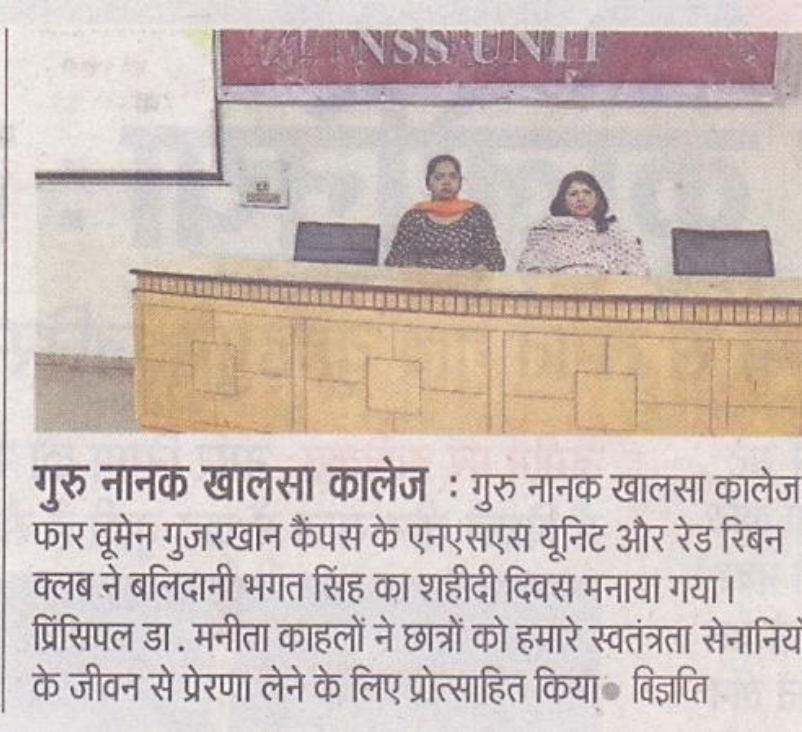 NSS UNIT
गुरु नानक खालसा कालेज : गुरु नानक खालसा कालेज
फार वूमेन गुजरखान कैंपस के एनएसएस यूनिट और रेड रिबन
क्लब ने बलिदानी भगत सिंह का शहीदी दिवस मनाया गया।
प्रिंसिपल डा. मनीता काहलों ने छात्रों को हमारे स्वतंत्रता सेनानियों
के जीवन से प्रेरणा लेने के लिए प्रोत्साहित किया● विज्ञप्ति